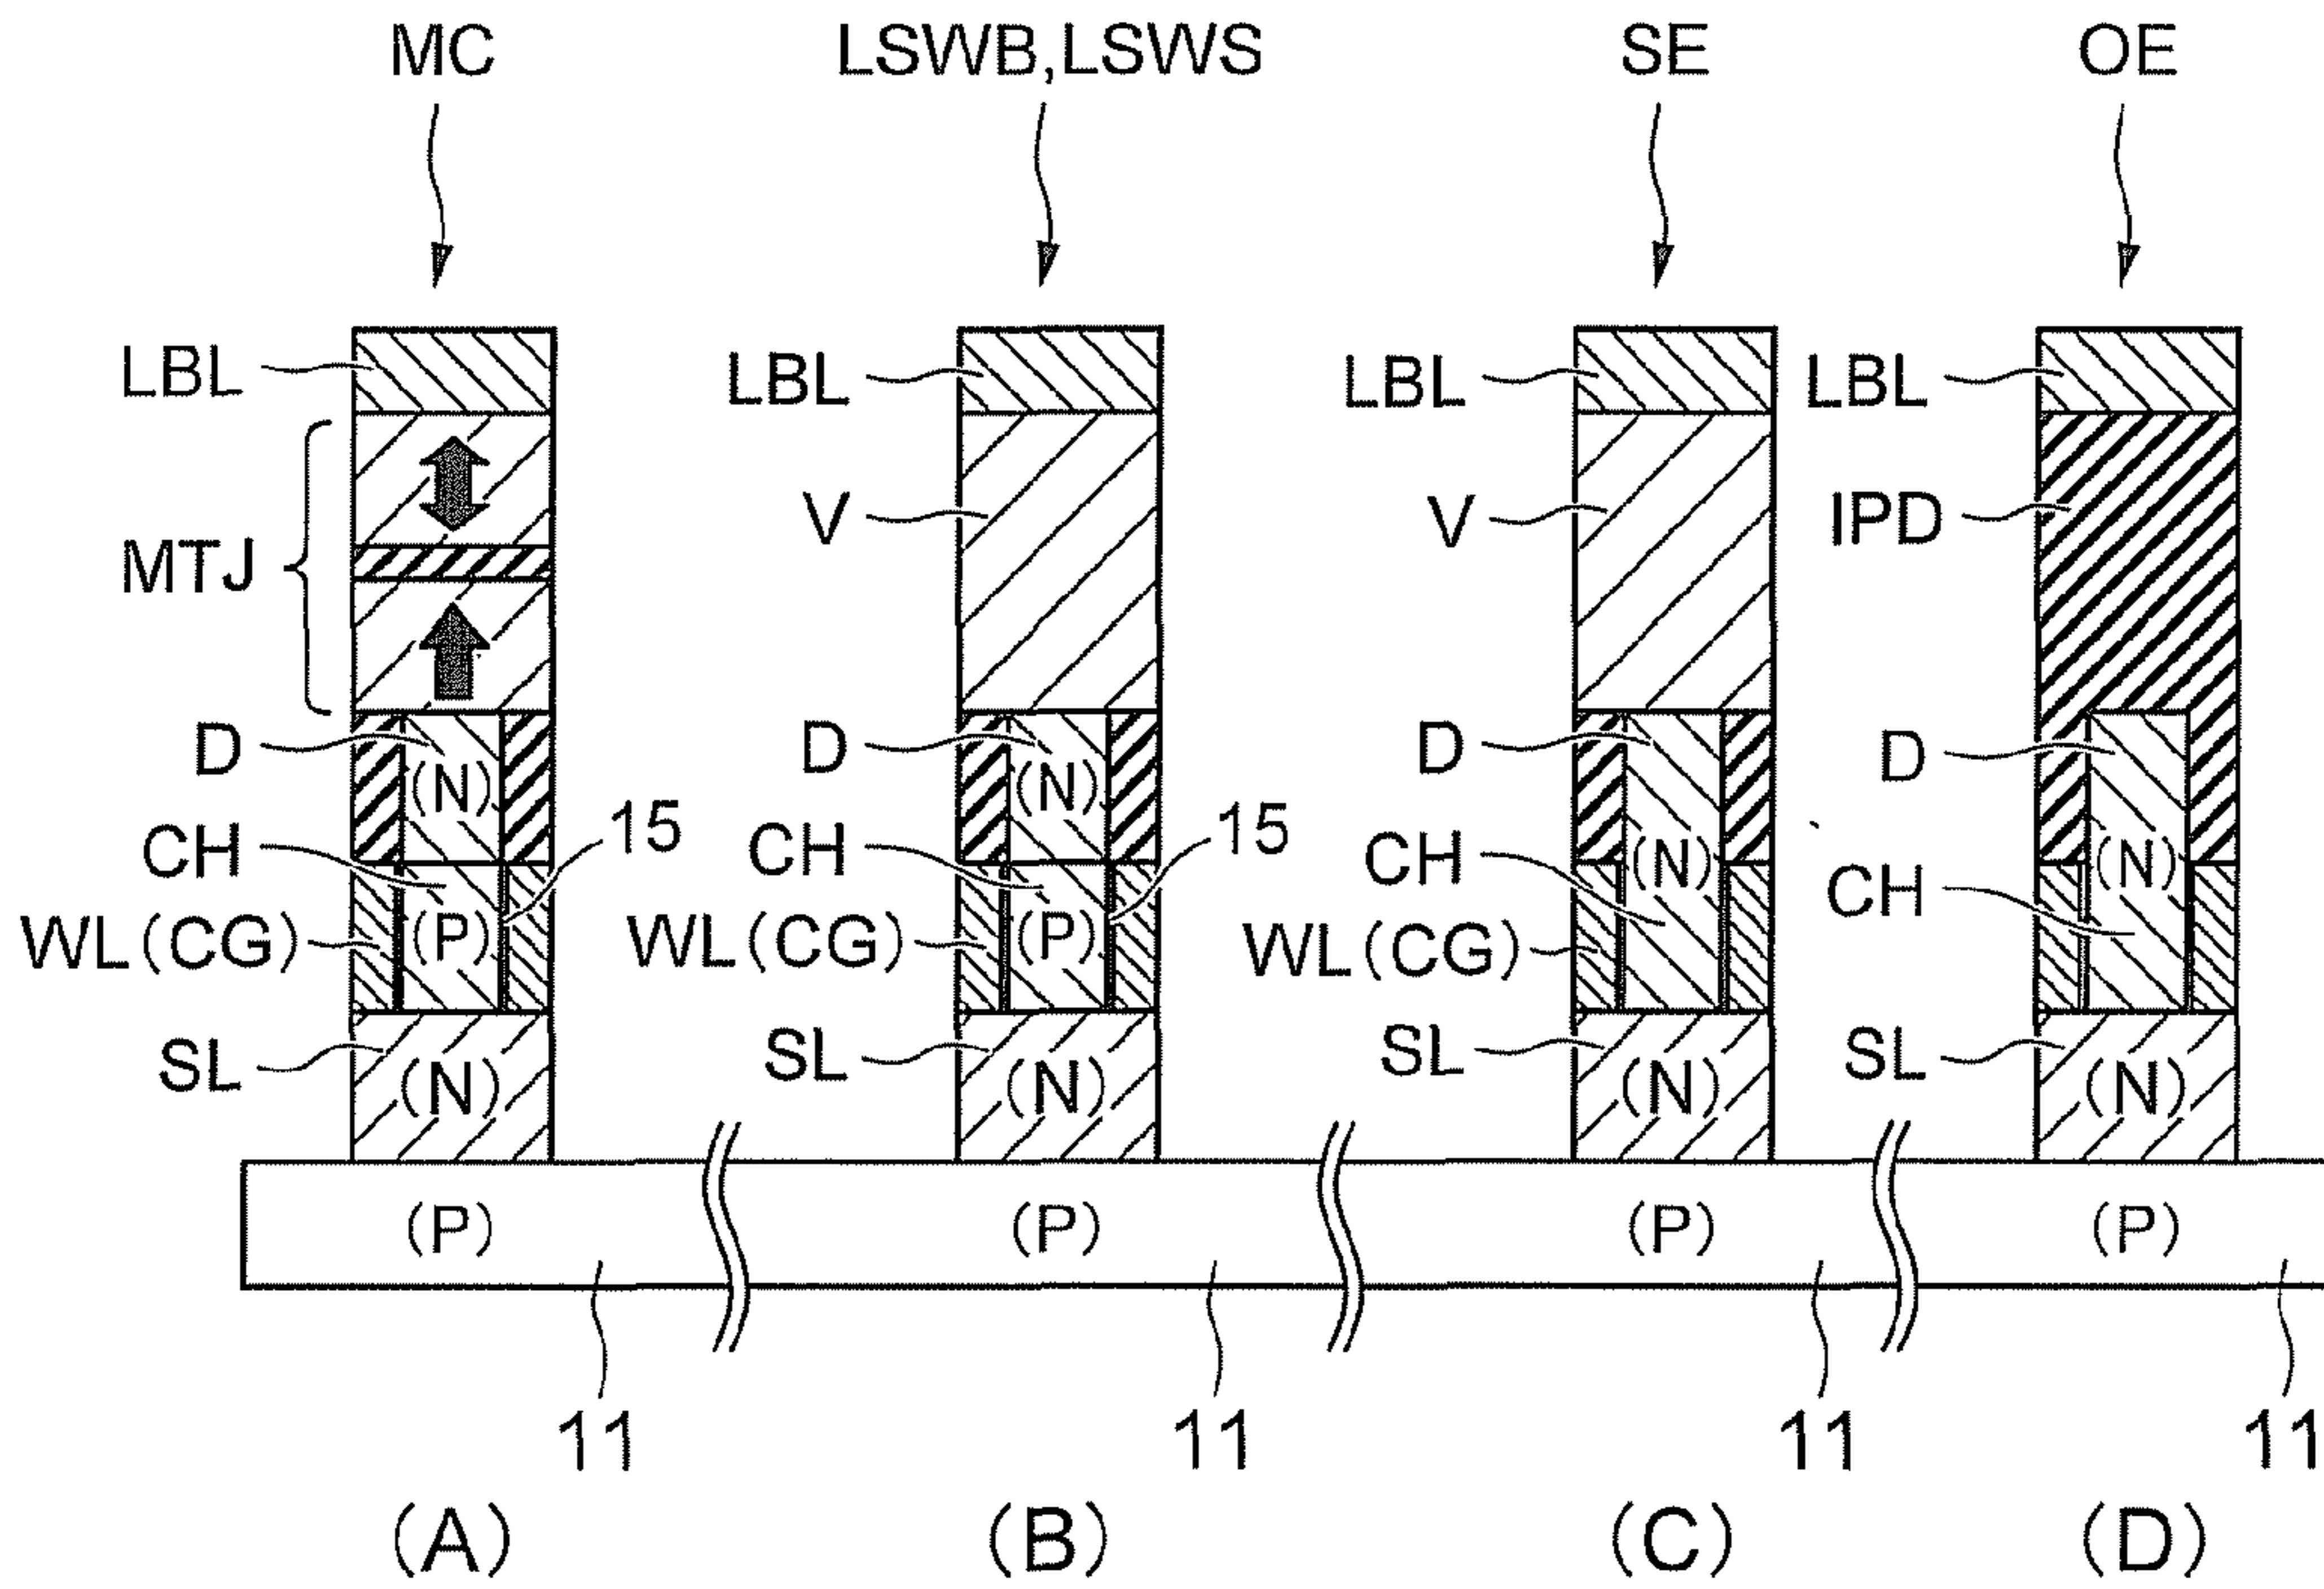 MC LSWB,LSWS SE OE
LBL LBL LBL LBL
V V IPD
MTJ
D D D D
(N) (N)
15 15
CH CH CH CH
(N) (N)
WL(CG) (P) WL(CG) (P) WL(CG)
SL SL SL SL
(N) (N) (N) (N)
(P) (P) (P) (P)
11 11 11 11
(A) (B) (C) (D)